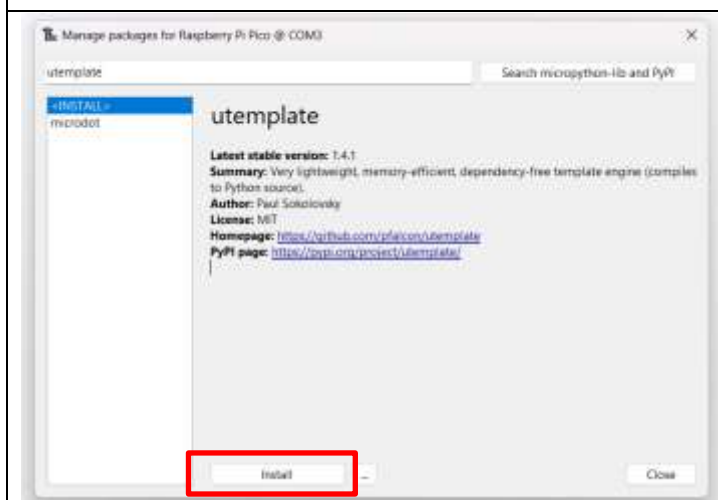 Manage packages for Raspberry Pi Pico @ COM3
utemplate
Search micropython-lib and PyPI
<INSTALL>
microdot
utemplate
Latest stable version: 1.4.1
Summary: Very lightweight, memory-efficient, dependency-free template engine (compiles
to Python source).
Author: Paul Sokolovsky
License: MIT
Homepage: https://github.com/pfalcon/utemplate
PyPI page: https://pypi.org/project/utemplate/
Install
...
Close